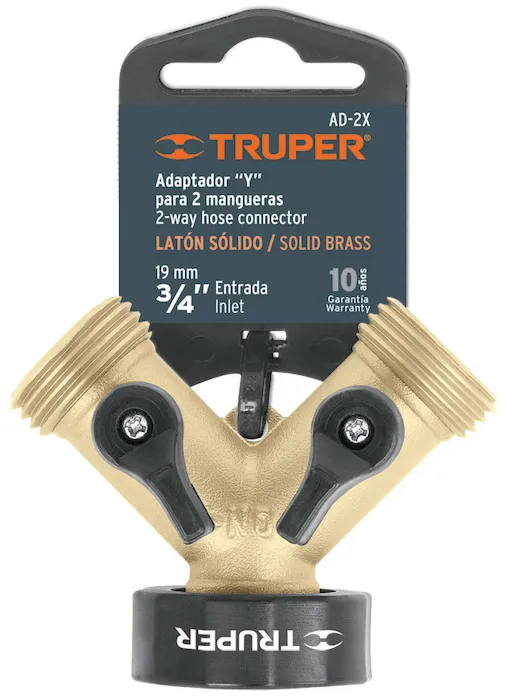 AD-2X
TRUPER®
Adaptador "Y"
para 2 mangueras
2-way hose connector
LATÓN SÓLIDO / SOLID BRASS
19 mm
3/4" Entrada
Inlet
10 años
Garantía
Warranty
ON
TRUPER